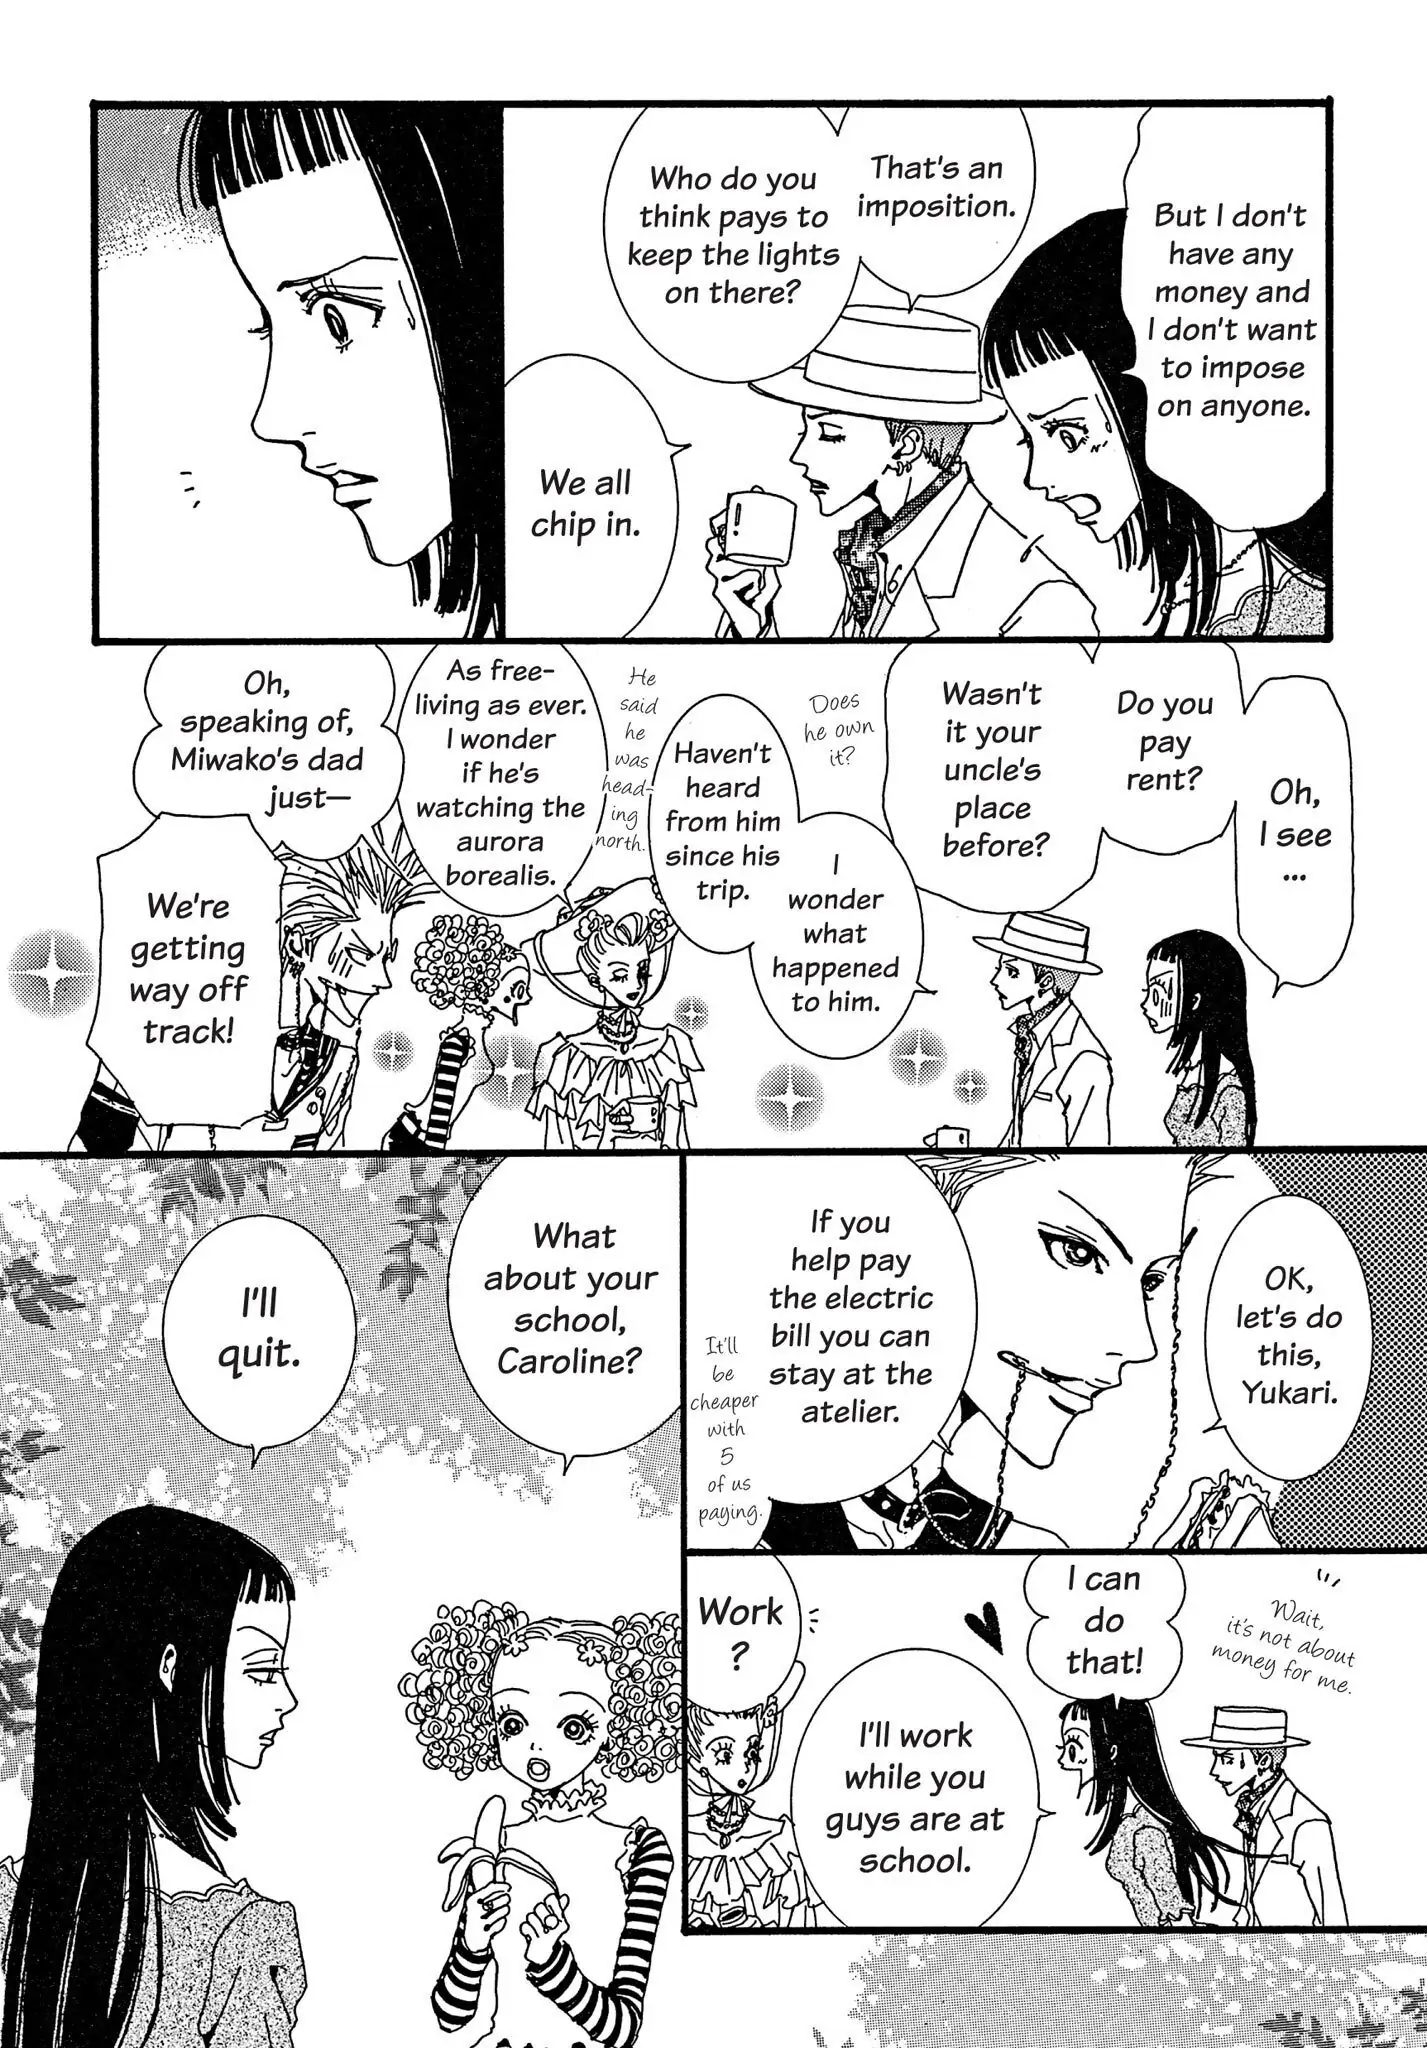 But I don't
have any
money and
I don't want
to impose
on anyone.
That's an
imposition.
Who do you
think pays to
keep the lights
on there?
We all
chip in.
Oh,
I see
...
Do you
pay
rent?
Wasn't
it your
uncle's
place
before?
Does
he own
it?
I
wonder
what
happened
to him.
Haven't
heard
from him
since his
trip.
He
said
he
was
head-
ing
north.
As free-
living as ever.
I wonder
if he's
watching the
aurora
borealis.
Oh,
speaking of,
Miwako's dad
just—
We're
getting
way off
track!
OK,
let's do
this,
Yukari.
If you
help pay
the electric
bill you can
stay at the
atelier.
It'll
be
cheaper
with
5
of us
paying.
Wait,
it's not about
money for me.
I can
do
that!
I'll work
while you
guys are at
school.
Work
?
What
about your
school,
Caroline?
I'll
quit.